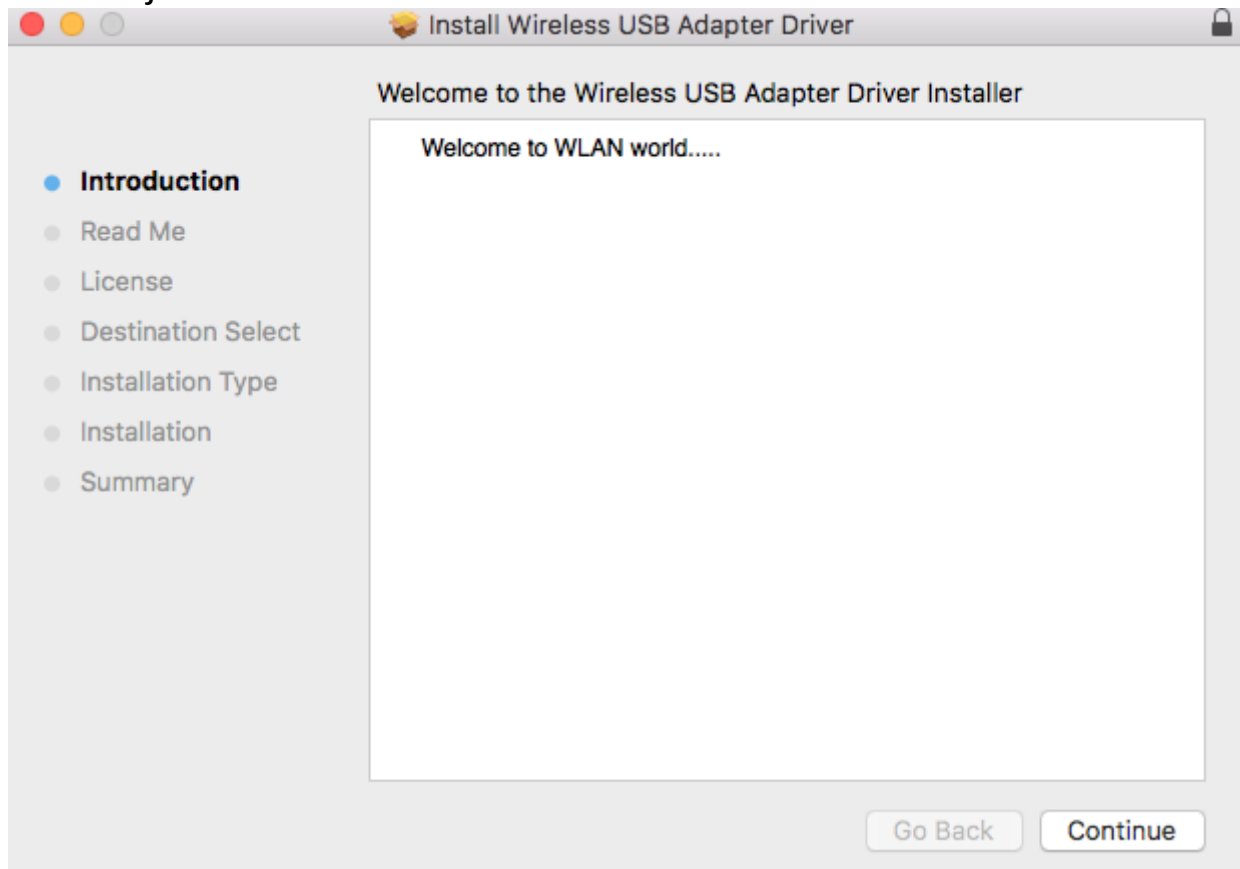 Install Wireless USB Adapter Driver
Welcome to the Wireless USB Adapter Driver Installer
Welcome to WLAN world.....
Introduction
Read Me
License
Destination Select
Installation Type
Installation
Summary
Go Back
Continue